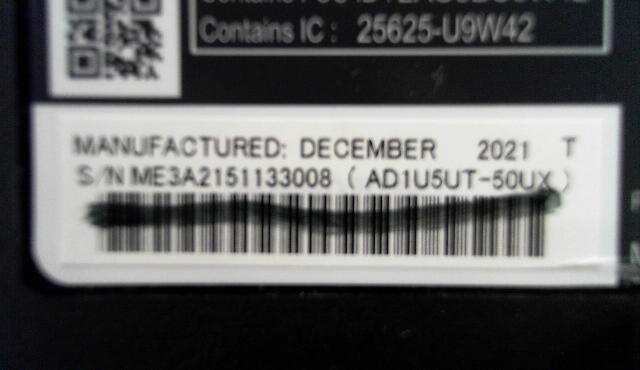 Contains IC : 25625-U9W42
MANUFACTURED: DECEMBER 2021 T
S/N ME3A2151133008 ( AD1U5UT-50UX )